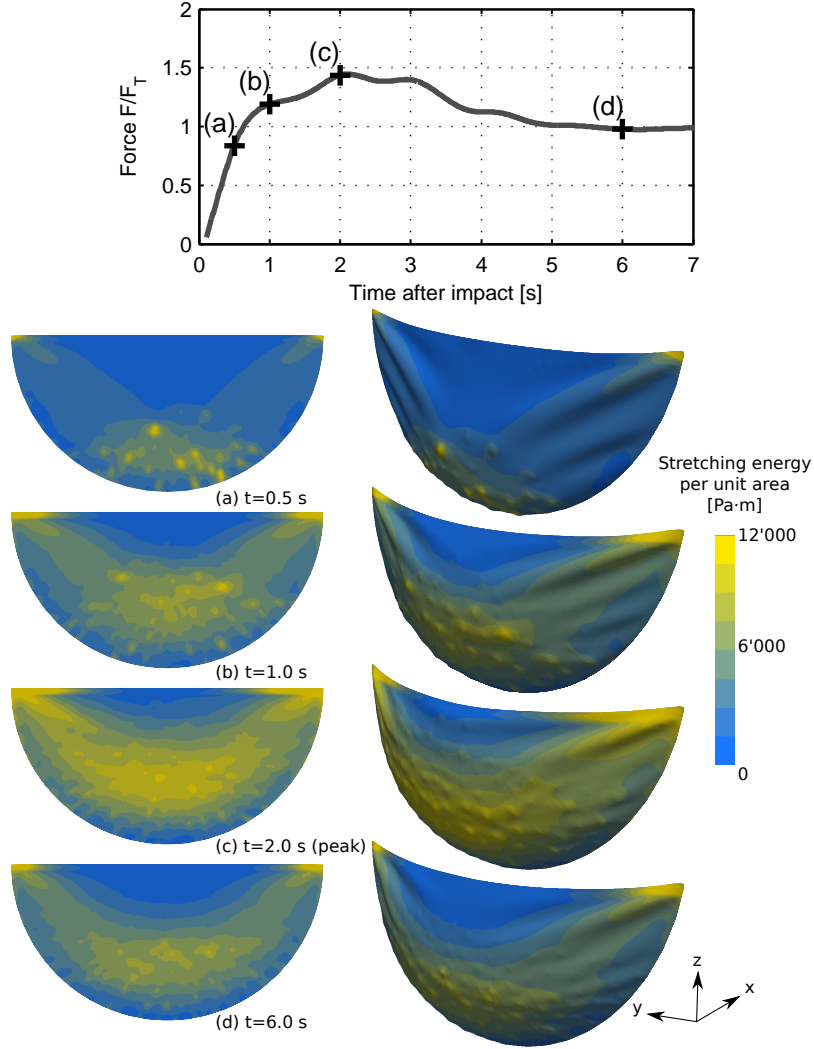 2
1.5
1
0.5
0
Force F/F_T
(a)
(b)
(c)
(d)
0 1 2 3 4 5 6 7
Time after impact [s]
(a) t=0.5 s
Stretching energy
per unit area
[Pa·m]
12'000
6'000
0
(b) t=1.0 s
(c) t=2.0 s (peak)
(d) t=6.0 s
z
x
y